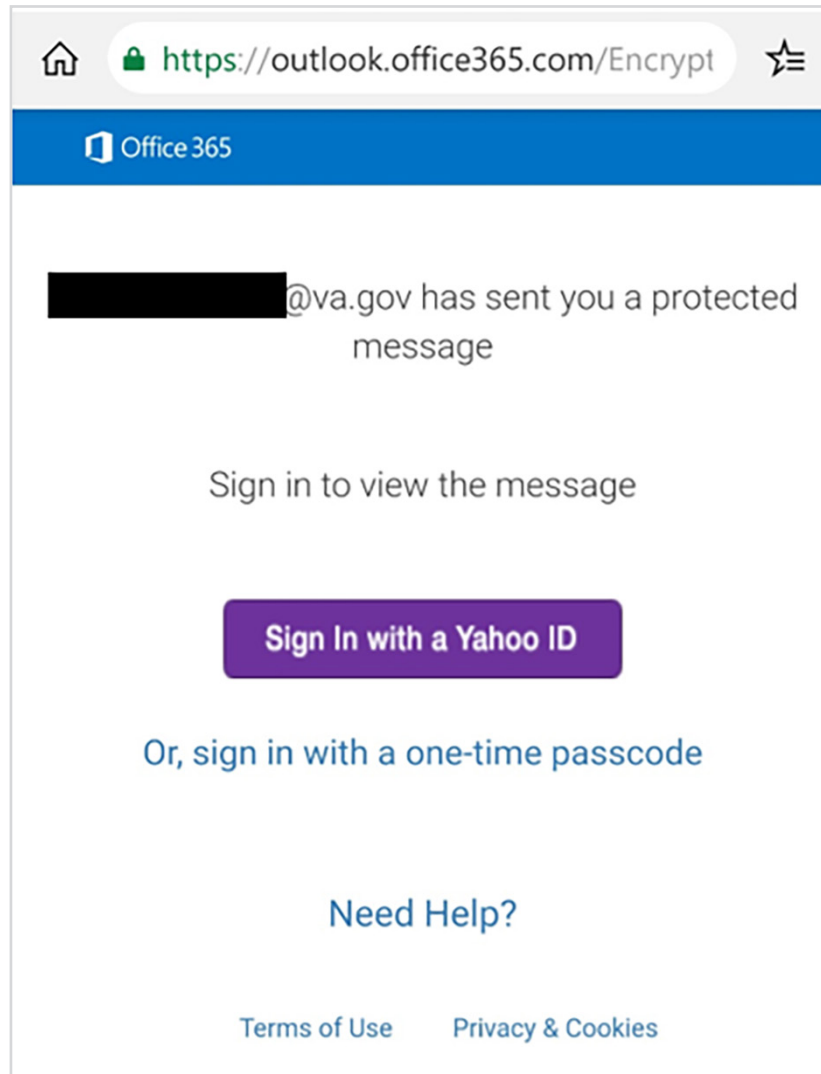 https://outlook.office365.com/Encrypt
Office 365
@va.gov has sent you a protected
message
Sign in to view the message
Sign In with a Yahoo ID
Or, sign in with a one-time passcode
Need Help?
Terms of Use Privacy & Cookies